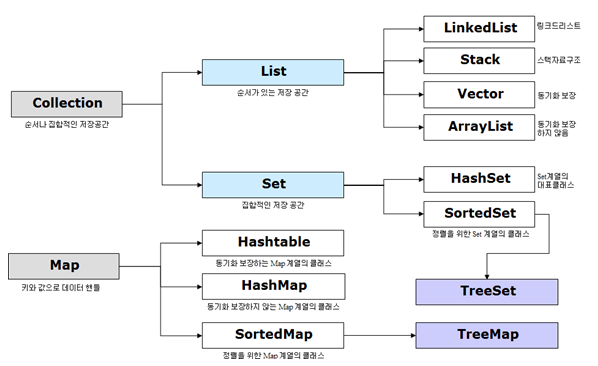 LinkedList
링크드리스트
Stack
스택자료구조
List
순서가 있는 저장 공간
Vector
동기화 보장
Collection
순서나 집합적인 저장공간
ArrayList
동기화 보장
하지 않음
HashSet
Set계열의
대표클래스
Set
집합적인 저장 공간
SortedSet
정렬을 위한 Set 계열의 클래스
Hashtable
동기화 보장하는 Map 계열의 클래스
Map
키와 값으로 데이터 핸들
HashMap
동기화 보장하지 않는 Map 계열의 클래스
TreeSet
SortedMap
정렬을 위한 Map 계열의 클래스
TreeMap